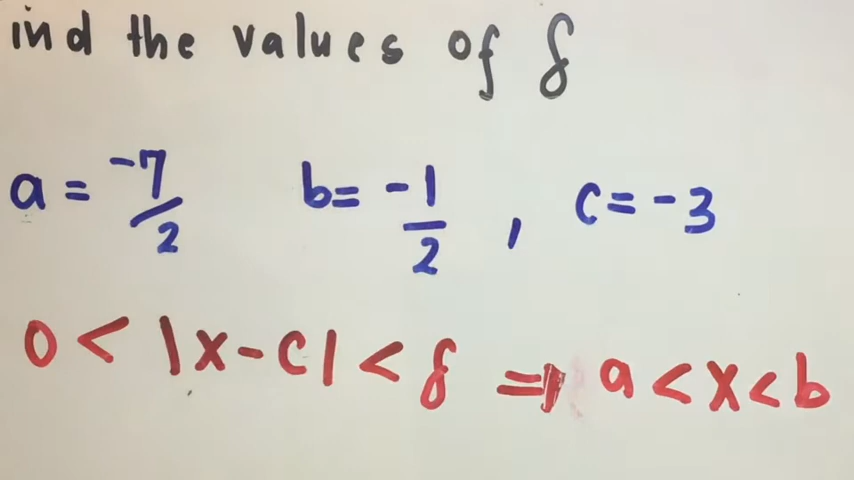 ind the values of δ
a = -7/2 b= -1/2 , c = -3
0 < |x - c| < δ ⇒ a < x < b